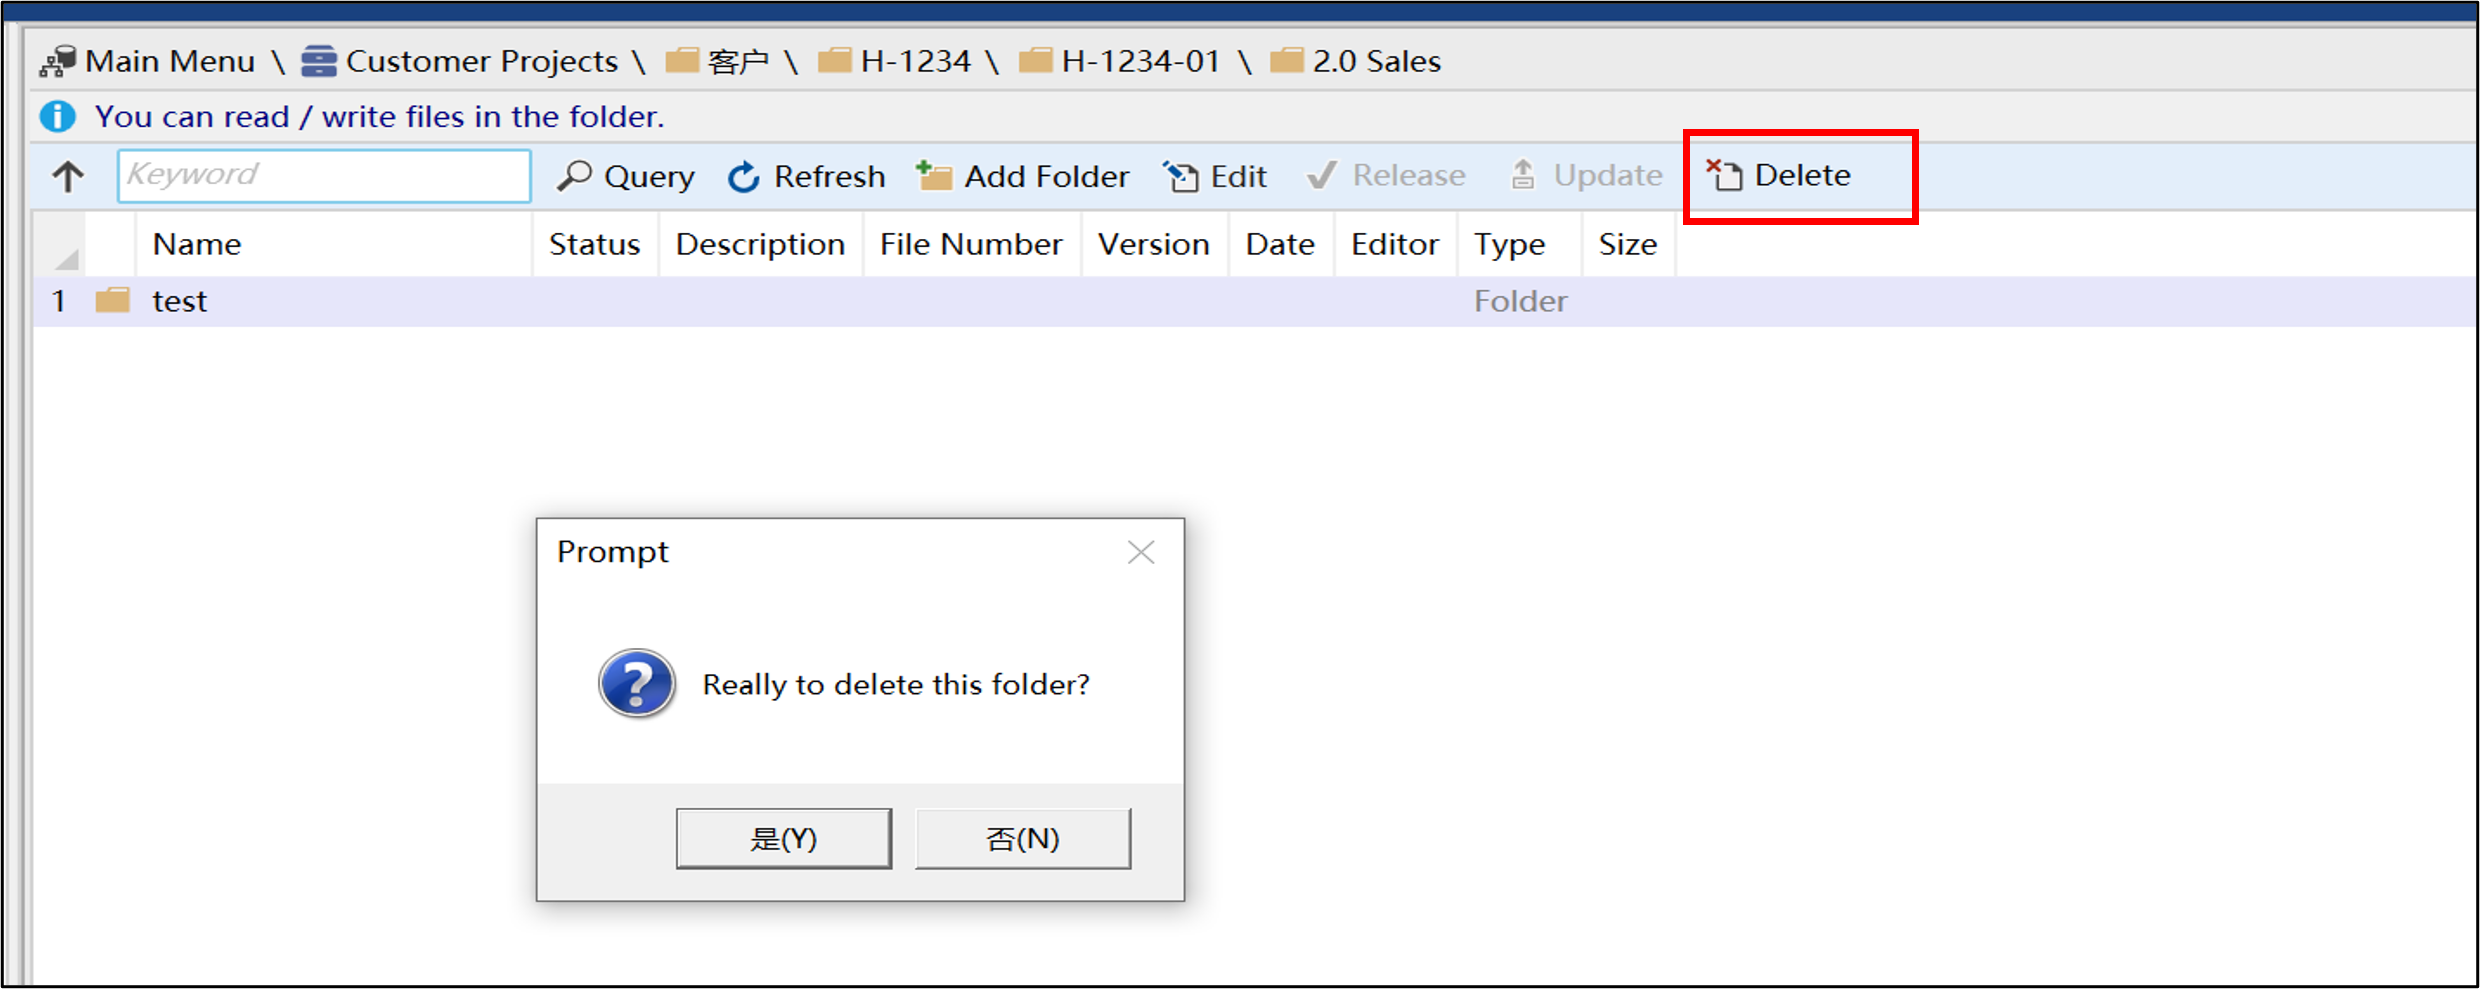 Main Menu \ Customer Projects \ 客户 \ H-1234 \ H-1234-01 \ 2.0 Sales
You can read / write files in the folder.
Keyword Query Refresh Add Folder Edit Release Update Delete
Name Status Description File Number Version Date Editor Type Size
1 test Folder
Prompt
Really to delete this folder?
是(Y) 否(N)